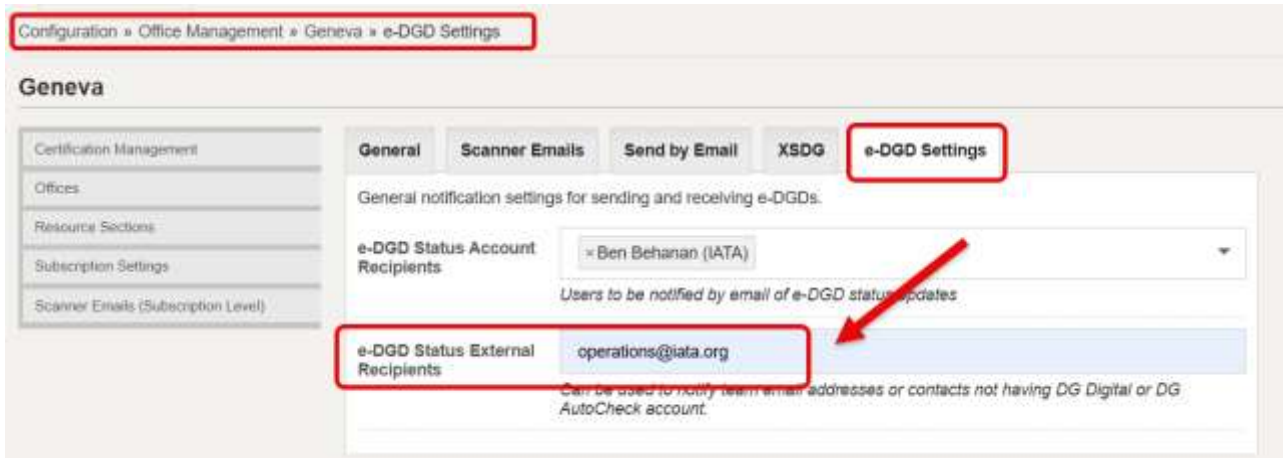 Configuration » Office Management » Geneva » e-DGD Settings
Geneva
Certification Management
Offices
Resource Sections
Subscription Settings
Scanner Emails (Subscription Level)
General Scanner Emails Send by Email XSDG e-DGD Settings
General notification settings for sending and receiving e-DGDs.
e-DGD Status Account
Recipients
× Ben Behanan (IATA)
Users to be notified by email of e-DGD status updates
e-DGD Status External
Recipients
operations@iata.org
Can be used to notify team email addresses or contacts not having DG Digital or DG
AutoCheck account.